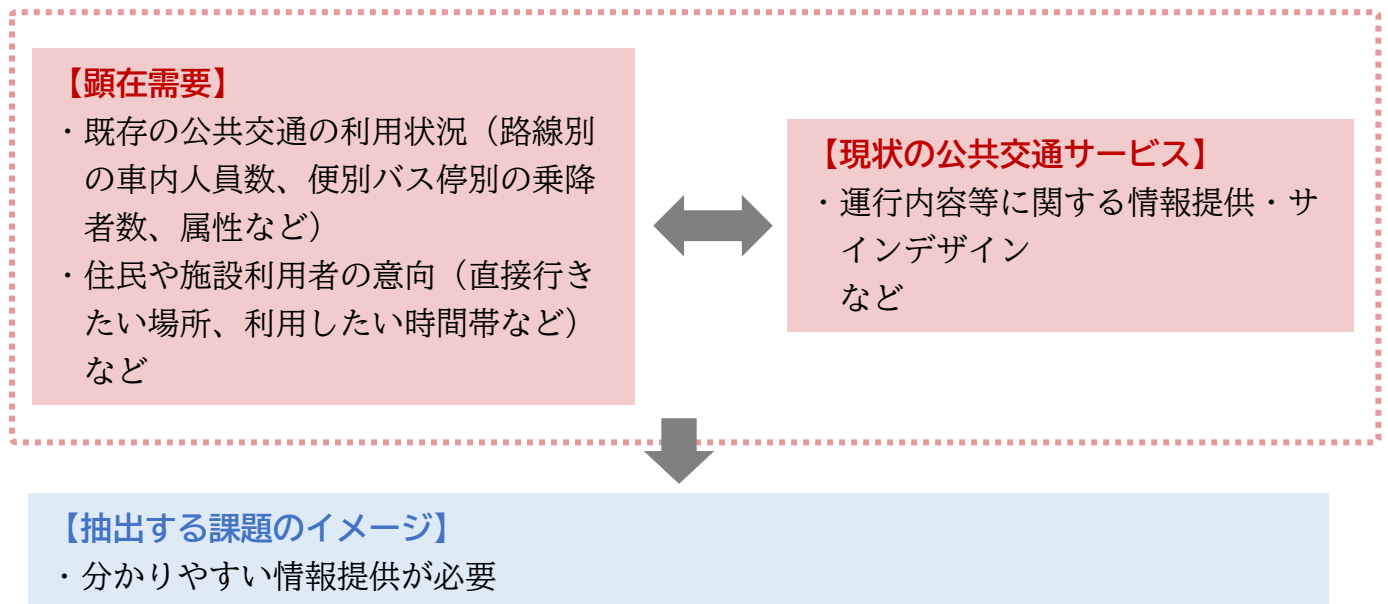 【顕在需要】
・既存の公共交通の利用状況（路線別
の車内人員数、便別バス停別の乗降
者数、属性など）
・住民や施設利用者の意向（直接行き
たい場所、利用したい時間帯など）
など
【現状の公共交通サービス】
・運行内容等に関する情報提供・サ
インデザイン
など
【抽出する課題のイメージ】
・分かりやすい情報提供が必要